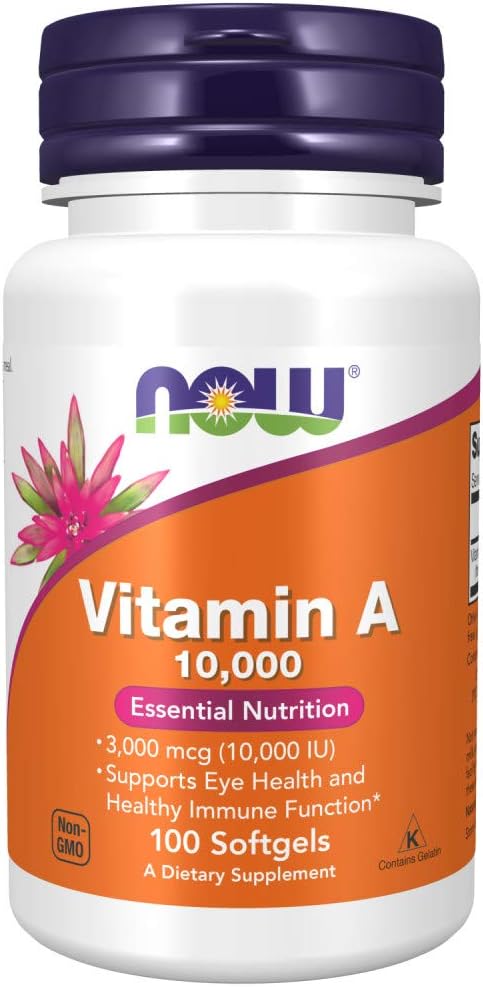 NOW®
Vitamin A
10,000
Essential Nutrition
• 3,000 mcg (10,000 IU)
• Supports Eye Health and
Healthy Immune Function*
100 Softgels
A Dietary Supplement
Non-
GMO
K
Contains Gelatin